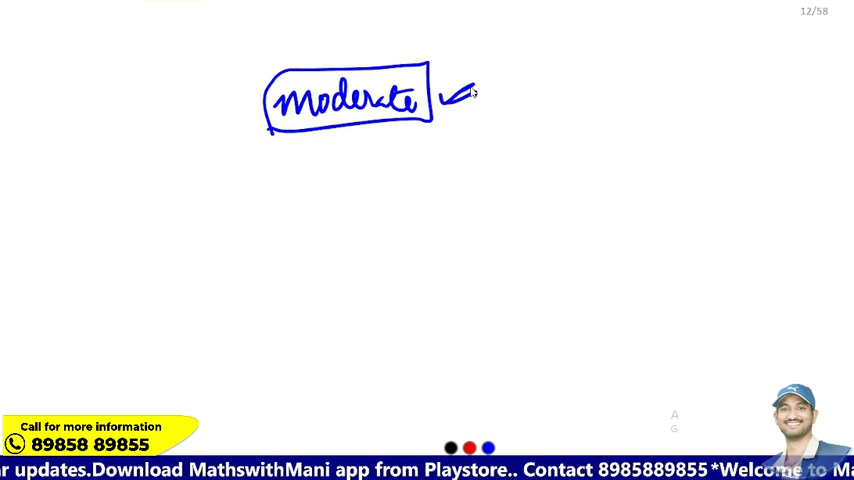 12/58
moderate
A
G
Call for more information
89858 89855
ar updates.Download MathswithMani app from Playstore.. Contact 8985889855*Welcome to Ma